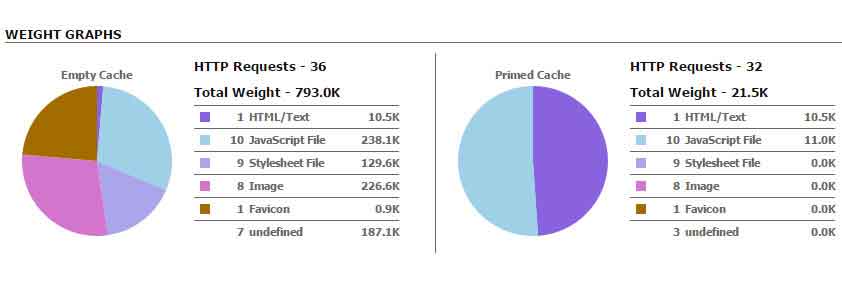 WEIGHT GRAPHS
Empty Cache
HTTP Requests - 36
Total Weight - 793.0K
1 HTML/Text 10.5K
10 JavaScript File 238.1K
9 Stylesheet File 129.6K
8 Image 226.6K
1 Favicon 0.9K
7 undefined 187.1K
Primed Cache
HTTP Requests - 32
Total Weight - 21.5K
1 HTML/Text 10.5K
10 JavaScript File 11.0K
9 Stylesheet File 0.0K
8 Image 0.0K
1 Favicon 0.0K
3 undefined 0.0K